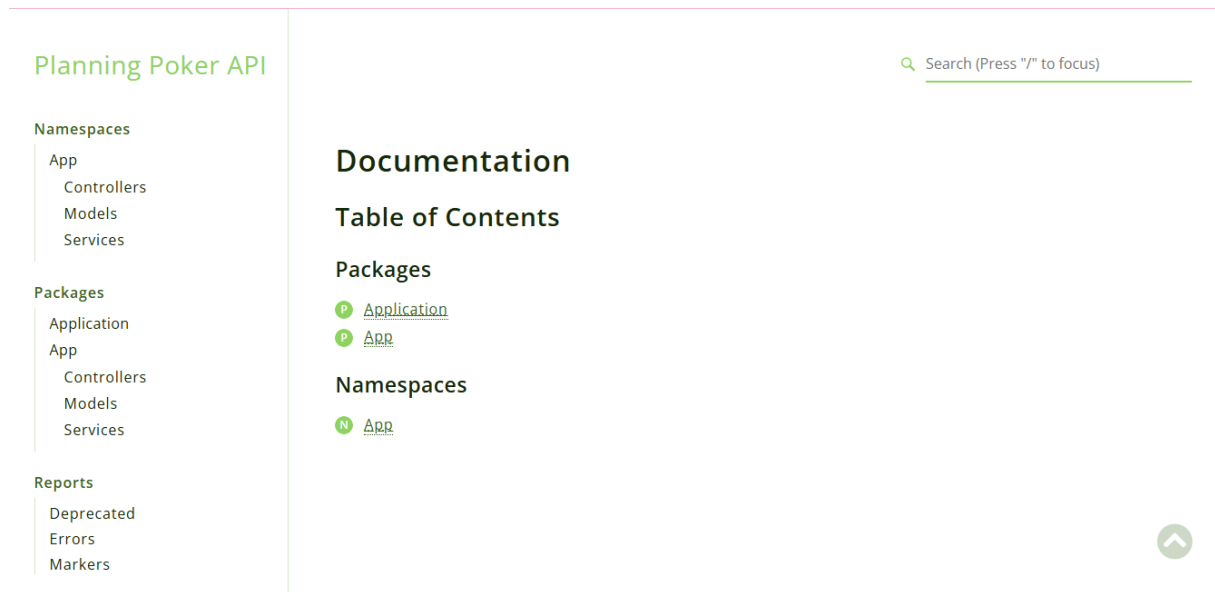 Planning Poker API
Search (Press "/" to focus)
Namespaces
App
Controllers
Models
Services
Packages
Application
App
Controllers
Models
Services
Reports
Deprecated
Errors
Markers
Documentation
Table of Contents
Packages
P Application
P App
Namespaces
N App